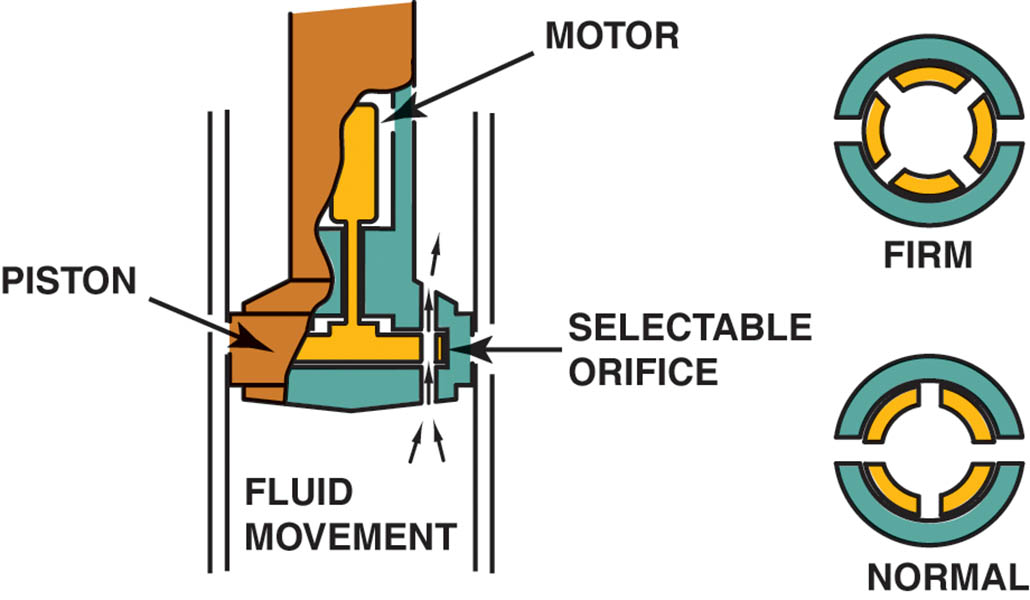 MOTOR
PISTON
FIRM
SELECTABLE
ORIFICE
FLUID
MOVEMENT
NORMAL